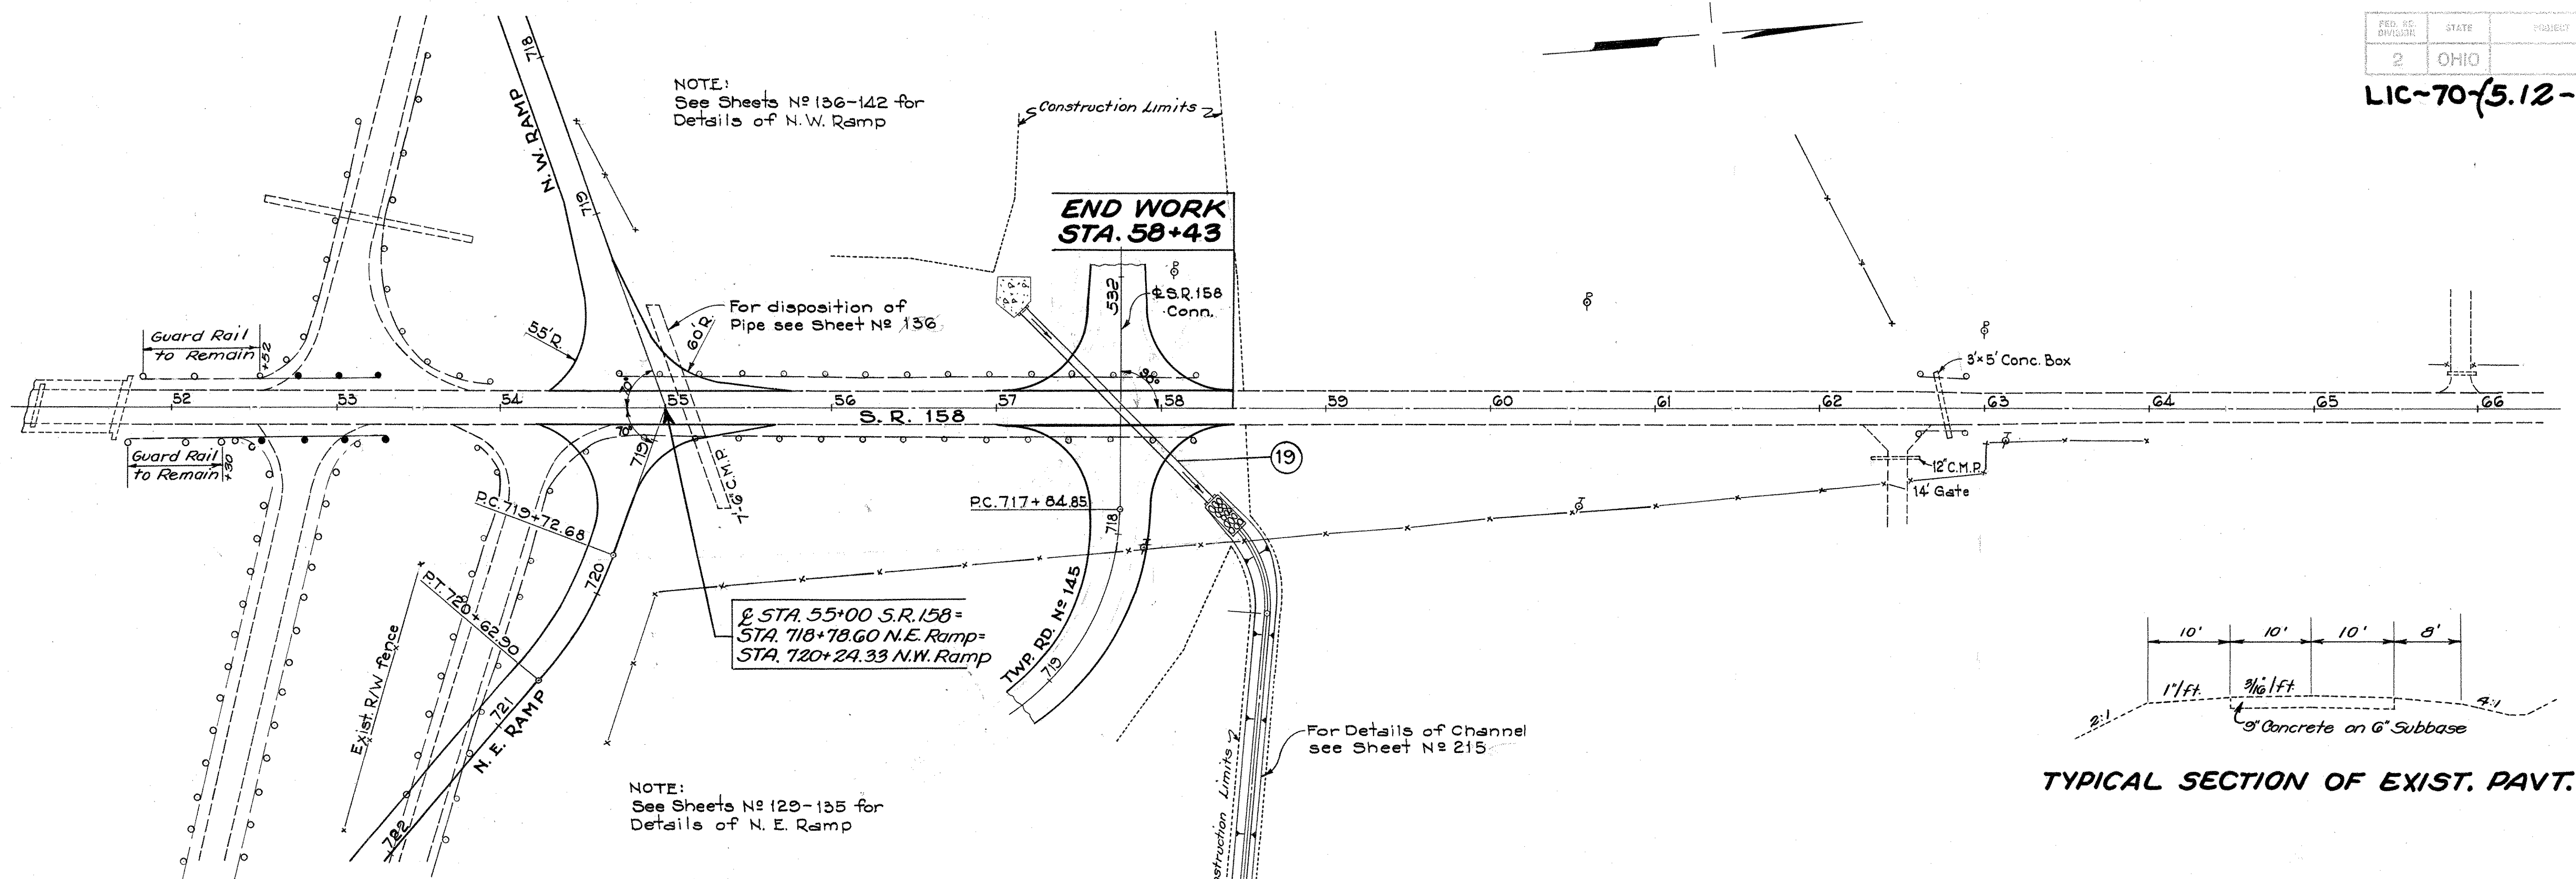 FED. RD. DIVISION
STATE
PROJECT
2
OHIO
LIC-70-(5.12-
718
N.W. RAMP
719
NOTE:
See Sheets Nº 136-142 for
Details of N.W. Ramp
Construction Limits
END WORK
STA. 58+43
532
℄ S.R. 158
Conn.
For disposition of
Pipe see Sheet Nº 136
55'R.
60'R.
Guard Rail
to Remain
+52
70°
90°
3'x5' Conc. Box
52
53
54
55
56
57
58
59
60
61
62
63
64
65
66
S.R. 158
70°
719
Guard Rail
to Remain
+30
1'-6" C.M.P.
19
12" C.M.P.
14' Gate
P.C. 719+72.68
P.C. 717+84.85
718
720
P.T. 720+62.90
Exist. R/W fence
℄ STA. 55+00 S.R. 158 =
STA. 718+78.60 N.E. Ramp=
STA. 720+24.33 N.W. Ramp
TWP. RD. Nº 145
719
721
N. E. RAMP
722
NOTE:
See Sheets Nº 129-135 for
Details of N. E. Ramp
Construction Limits
For Details of Channel
see Sheet Nº 215
10'
10'
10'
8'
1"/ft.
3/16"/ft.
2:1
4:1
9" Concrete on 6" Subbase
TYPICAL SECTION OF EXIST. PAVT.